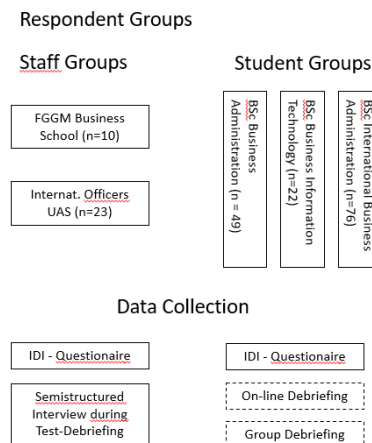 Respondent Groups
Staff Groups
Student Groups
FGGM Business
School (n=10)
Internat. Officers
UAS (n=23)
BSc Business
Administration (n = 49)
BSc Business Information
Technology (n=22)
BSc International Business
Administration (n=76)
Data Collection
IDI - Questionaire
Semistructured
Interview during
Test-Debriefing
IDI - Questionaire
On-line Debriefing
Group Debriefing